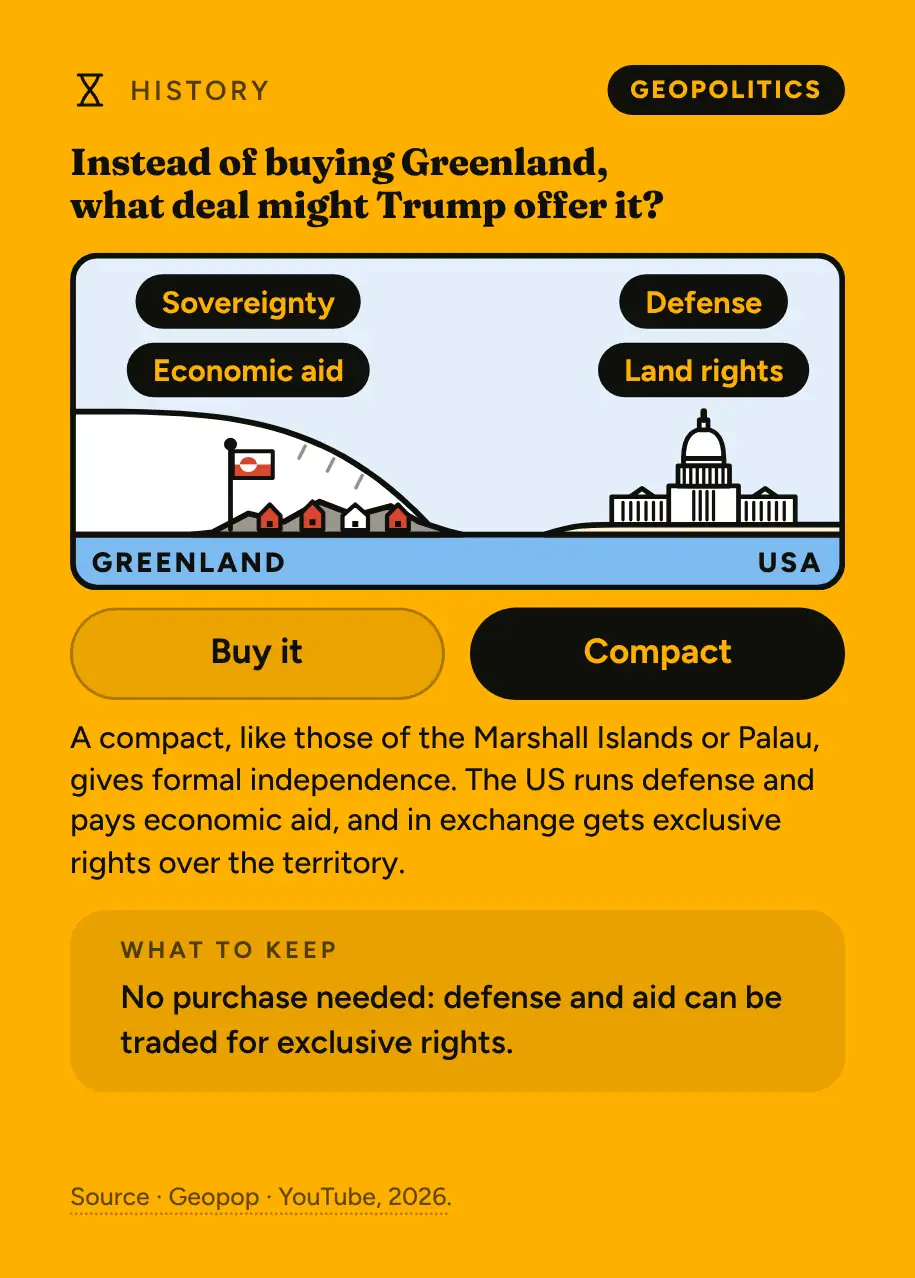 HISTORY
GEOPOLITICS
Instead of buying Greenland,
what deal might Trump offer it?
Sovereignty
Defense
Economic aid
Land rights
GREENLAND
USA
Buy it
Compact
A compact, like those of the Marshall Islands or Palau,
gives formal independence. The US runs defense and
pays economic aid, and in exchange gets exclusive
rights over the territory.
WHAT TO KEEP
No purchase needed: defense and aid can be
traded for exclusive rights.
Source · Geopop · YouTube, 2026.